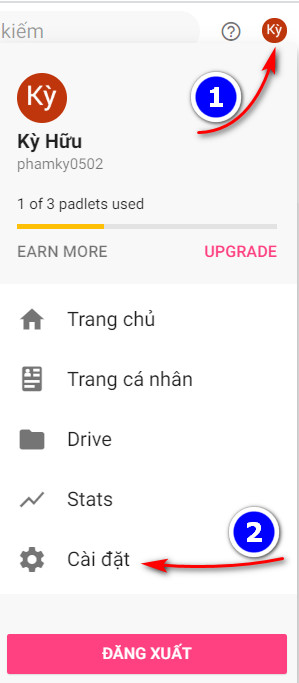 kiếm
Kỳ
1
Kỳ
Kỳ Hữu
phamky0502
1 of 3 padlets used
EARN MORE UPGRADE
Trang chủ
Trang cá nhân
Drive
Stats
2
Cài đặt
ĐĂNG XUẤT